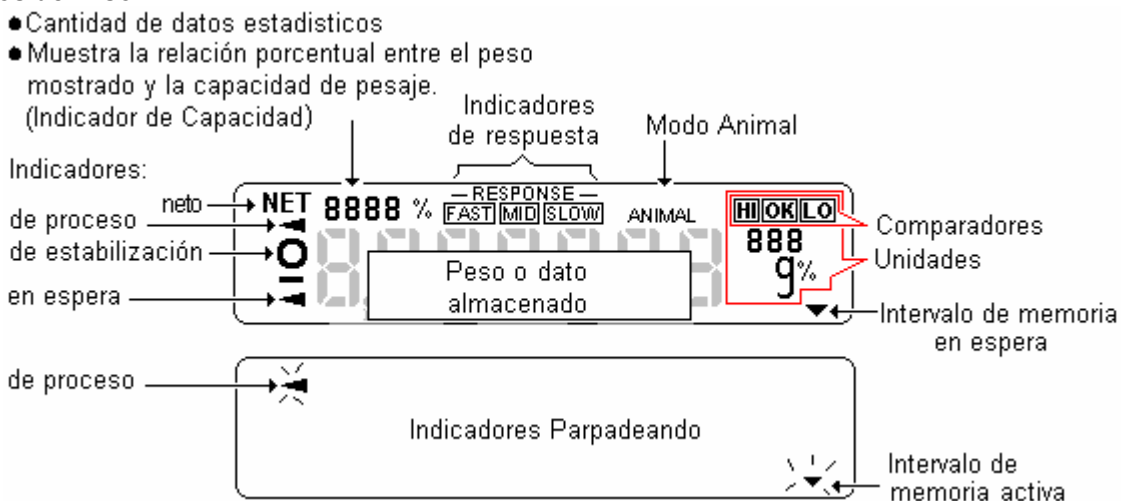 ●Cantidad de datos estadisticos
●Muestra la relación porcentual entre el peso
mostrado y la capacidad de pesaje.
(Indicador de Capacidad)
Indicadores
de respuesta
Modo Animal
Indicadores:
neto
de proceso
de estabilización
en espera
NET 8888 % RESPONSE FAST MID SLOW ANIMAL HI OK LO
888
g%
Peso o dato
almacenado
Comparadores
Unidades
Intervalo de memoria
en espera
de proceso
Indicadores Parpadeando
Intervalo de
memoria activa